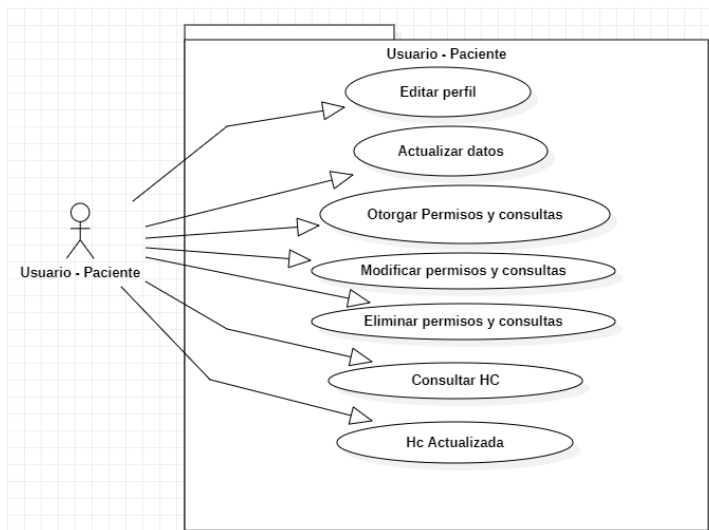 Usuario - Paciente
Editar perfil
Actualizar datos
Otorgar Permisos y consultas
Usuario - Paciente
Modificar permisos y consultas
Eliminar permisos y consultas
Consultar HC
Hc Actualizada